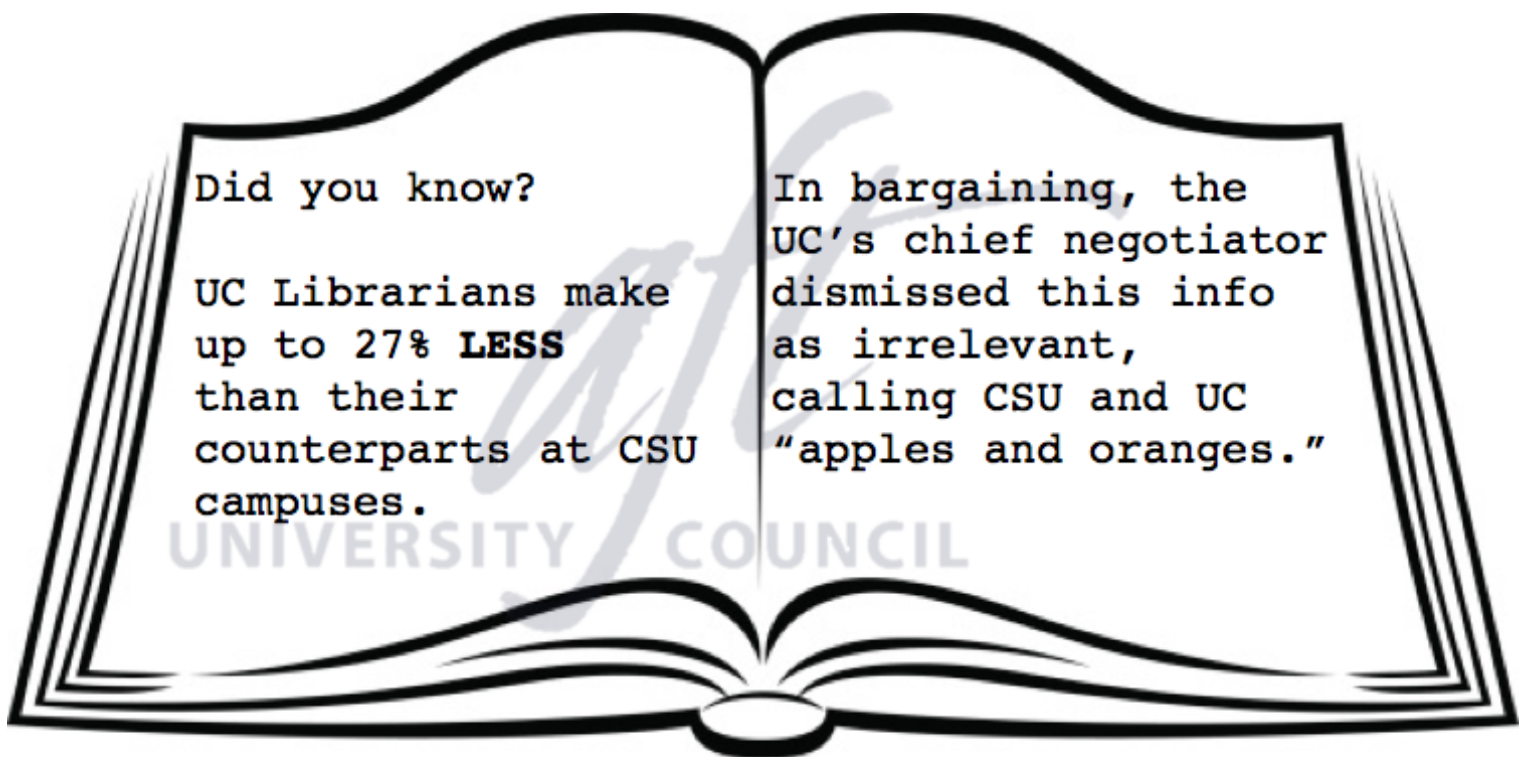 Did you know?
UC Librarians make
up to 27% LESS
than their
counterparts at CSU
campuses.
In bargaining, the
UC’s chief negotiator
dismissed this info
as irrelevant,
calling CSU and UC
“apples and oranges.”
aft
UNIVERSITY COUNCIL